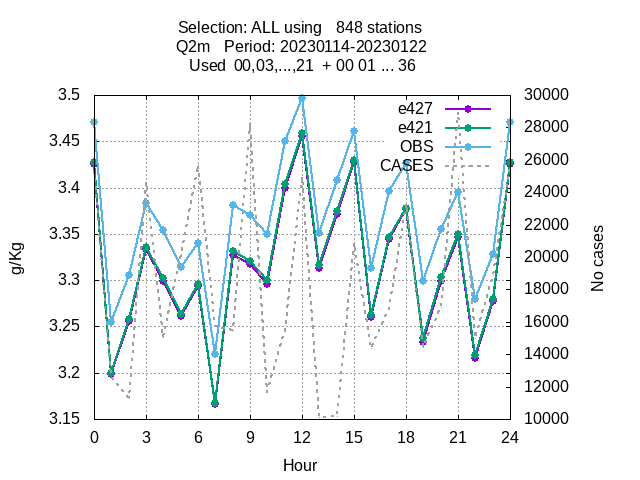 Selection: ALL using   848 stations
Q2m   Period: 20230114-20230122
Used  00,03,...,21  + 00 01 ... 36
3.5
3.45
3.4
3.35
3.3
3.25
3.2
3.15
g/Kg
e427
e421
OBS
CASES
30000
28000
26000
24000
22000
20000
18000
16000
14000
12000
10000
No cases
0 3 6 9 12 15 18 21 24
Hour